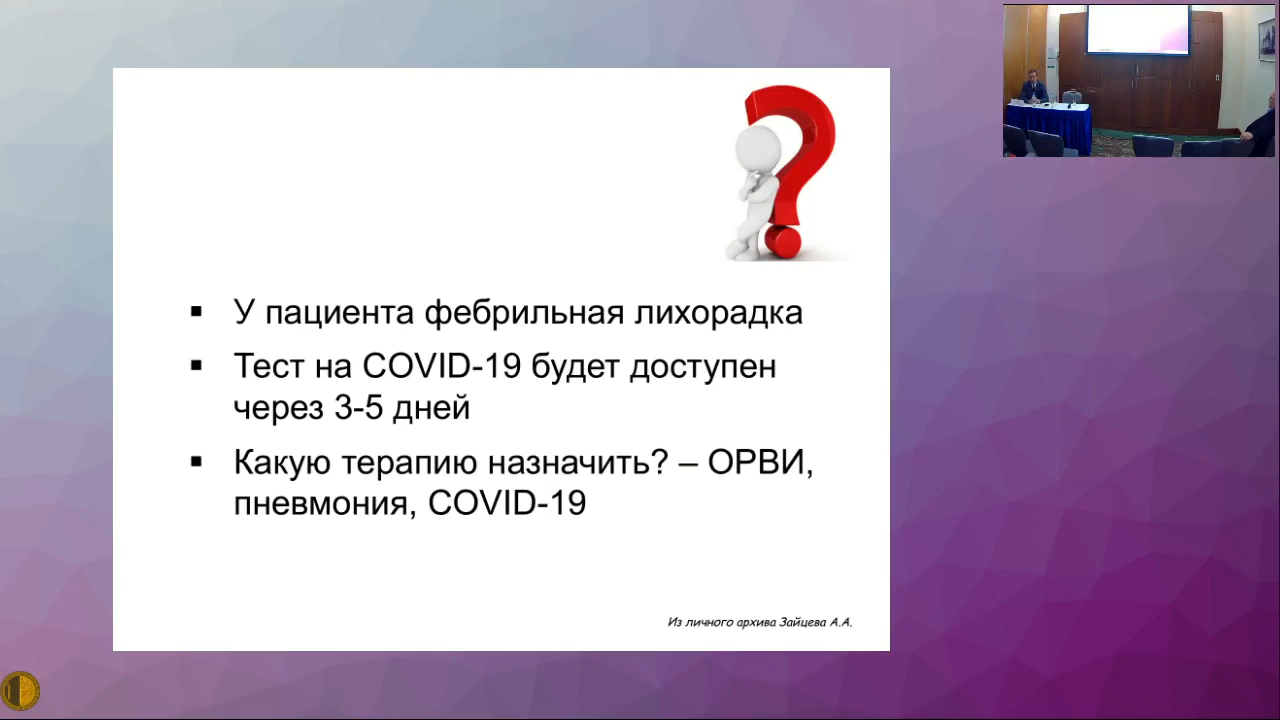 ▪ У пациента фебрильная лихорадка
▪ Тест на COVID-19 будет доступен
через 3-5 дней
▪ Какую терапию назначить? – ОРВИ,
пневмония, COVID-19
Из личного архива Зайцева А.А.